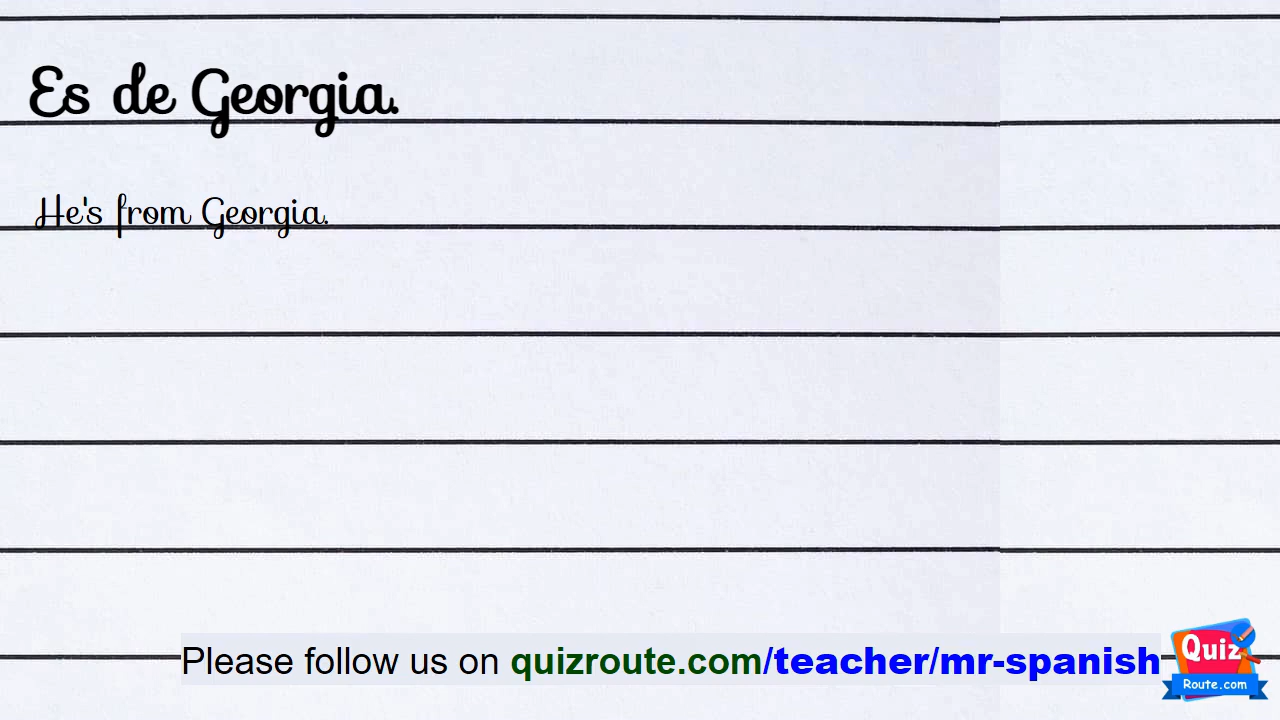 Es de Georgia.
He's from Georgia.
Please follow us on quizroute.com/teacher/mr-spanish
Quiz
Route.com